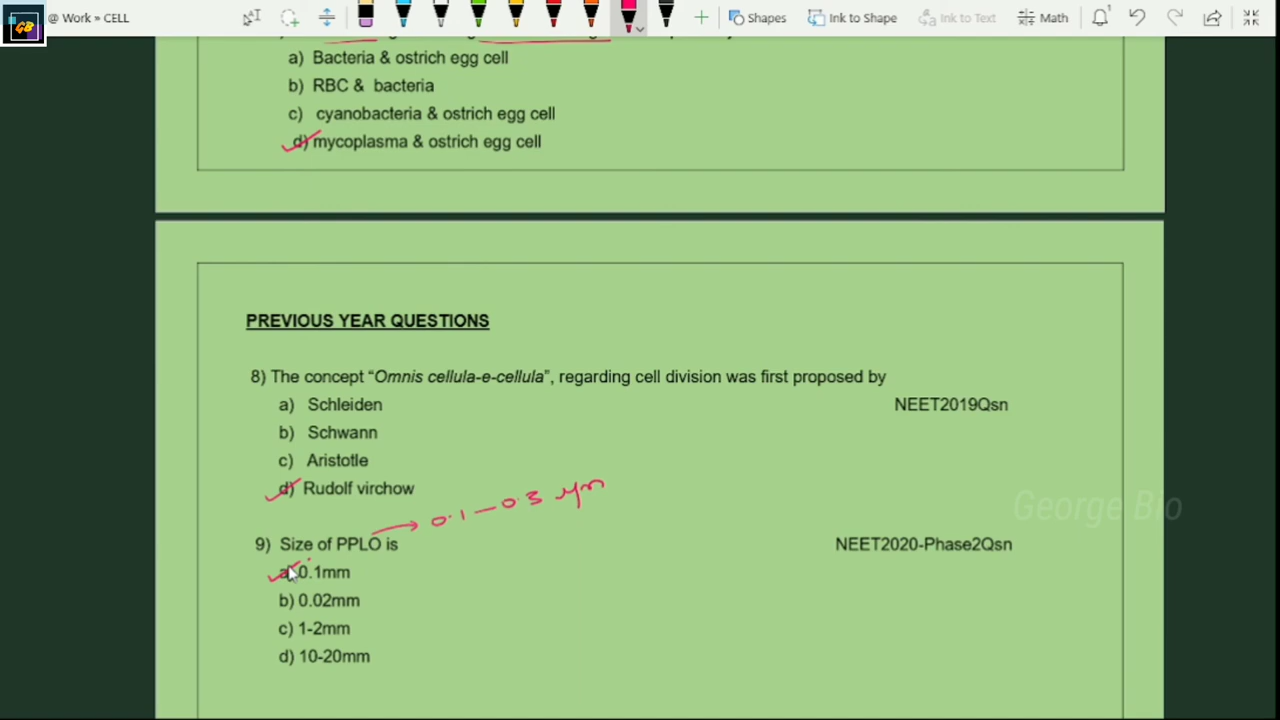 GB @ Work » CELL
Shapes Ink to Shape Ink to Text Math
a) Bacteria & ostrich egg cell
b) RBC & bacteria
c) cyanobacteria & ostrich egg cell
d) mycoplasma & ostrich egg cell
PREVIOUS YEAR QUESTIONS
8) The concept “Omnis cellula-e-cellula”, regarding cell division was first proposed by
a) Schleiden NEET2019Qsn
b) Schwann
c) Aristotle
d) Rudolf virchow
0.1 — 0.3 μm
George Bio
9) Size of PPLO is NEET2020-Phase2Qsn
a) 0.1mm
b) 0.02mm
c) 1-2mm
d) 10-20mm